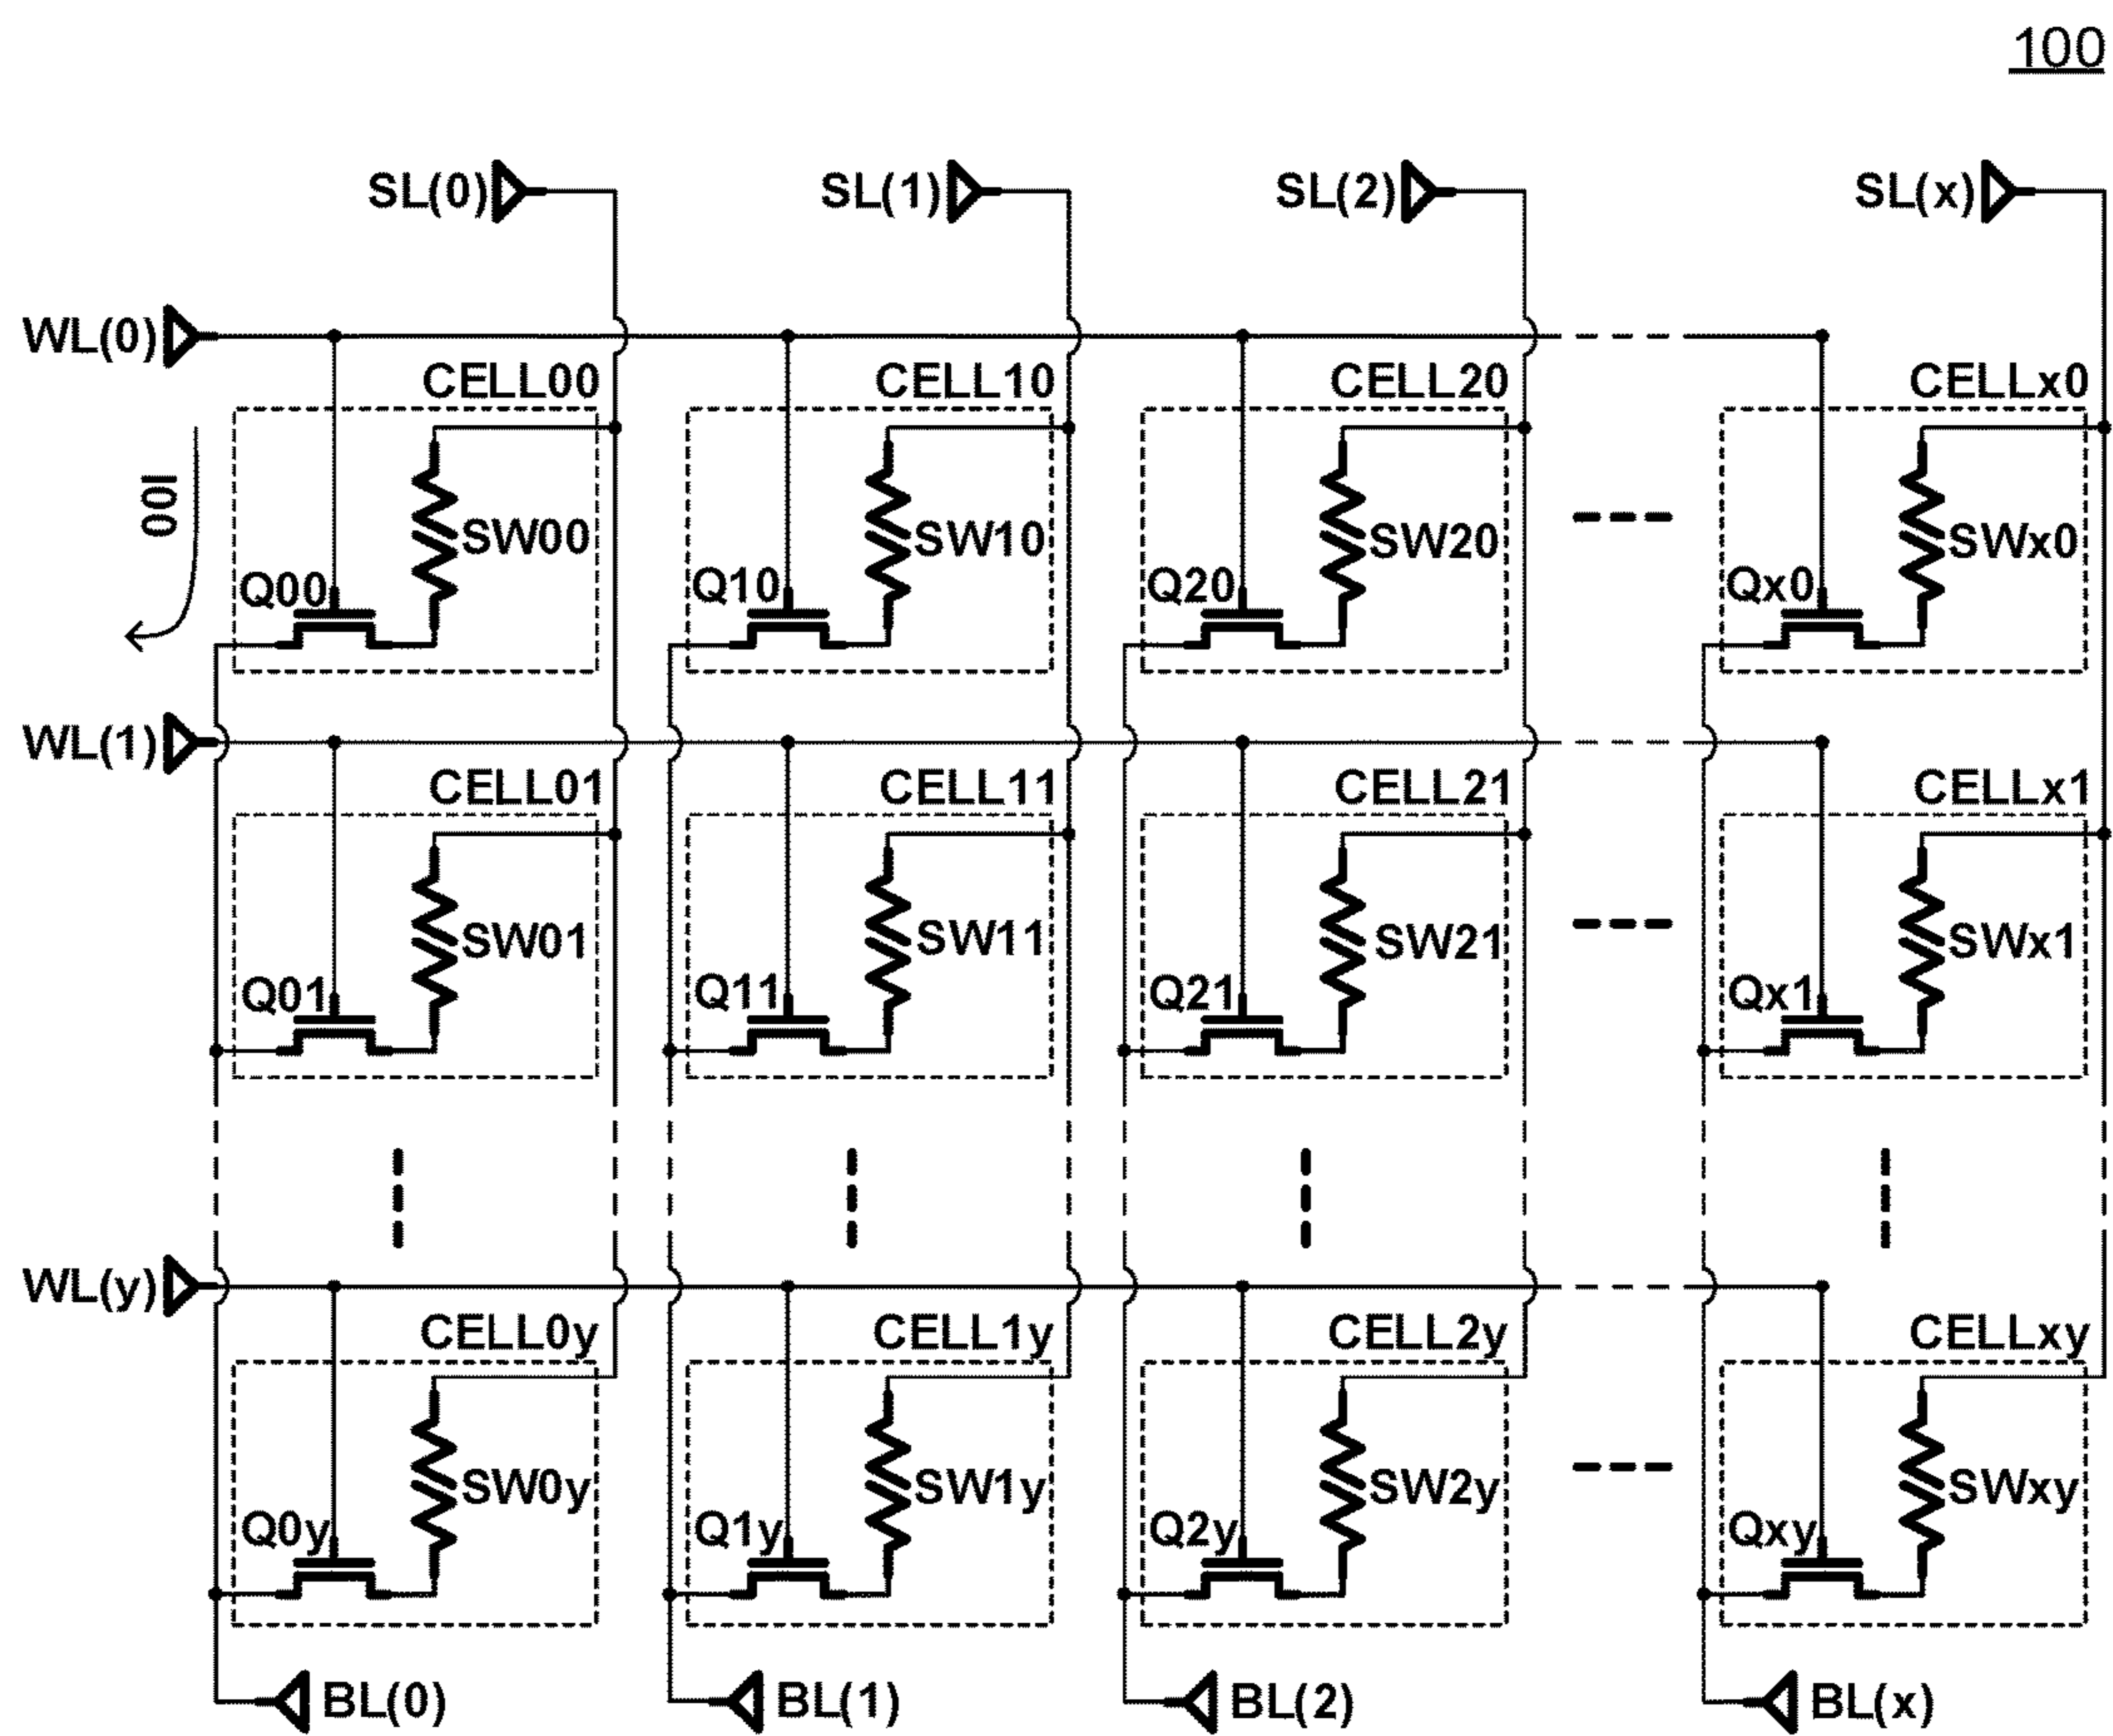 100
SL(0) SL(1) SL(2) SL(x)
WL(0)
CELL00 CELL10 CELL20 CELLx0
I00
SW00 SW10 SW20 SWx0
Q00 Q10 Q20 Qx0
WL(1)
CELL01 CELL11 CELL21 CELLx1
SW01 SW11 SW21 SWx1
Q01 Q11 Q21 Qx1
WL(y)
CELL0y CELL1y CELL2y CELLxy
SW0y SW1y SW2y SWxy
Q0y Q1y Q2y Qxy
BL(0) BL(1) BL(2) BL(x)